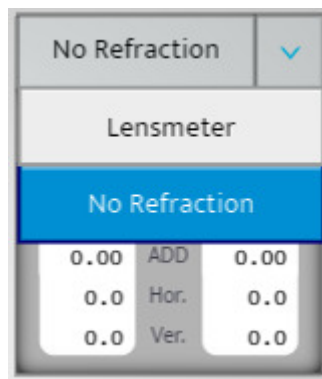 No Refraction
Lensmeter
No Refraction
0.00 ADD 0.00
0.0 Hor. 0.0
0.0 Ver. 0.0